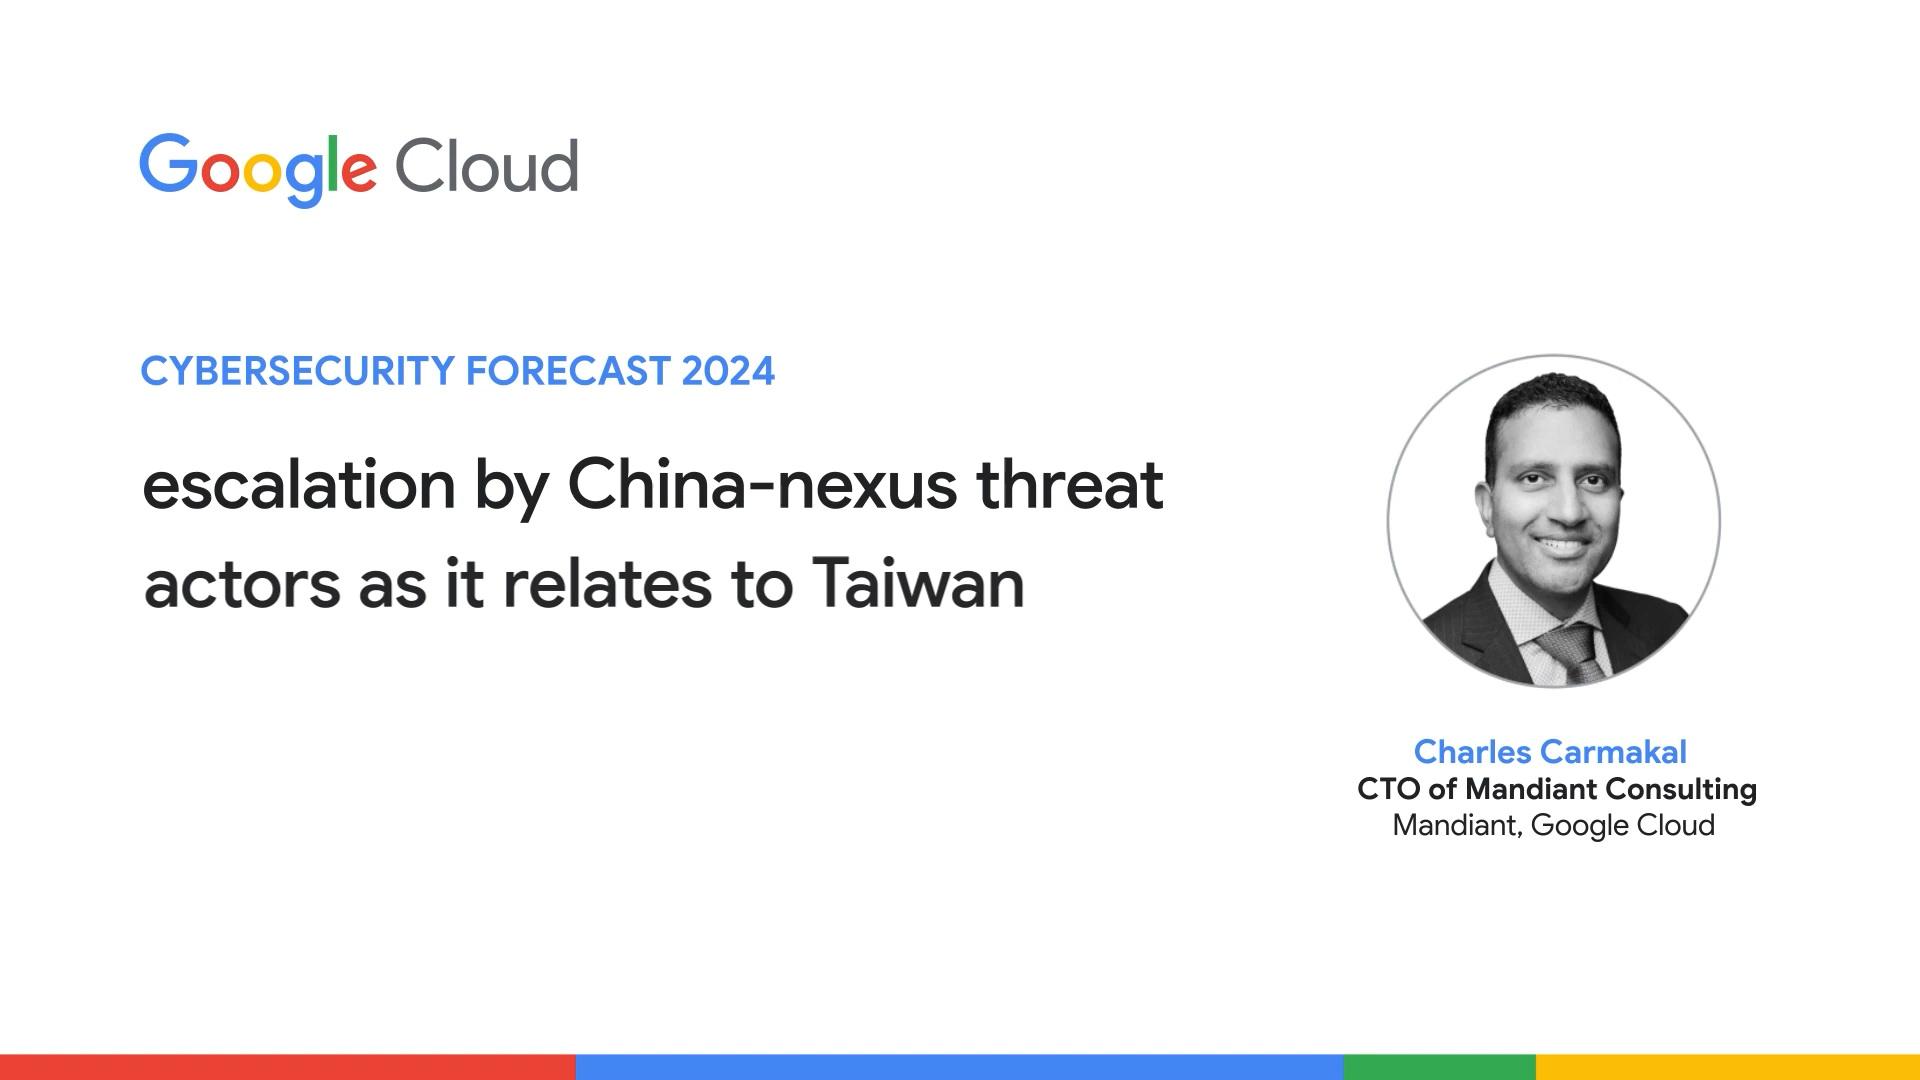 Google Cloud
CYBERSECURITY FORECAST 2024
escalation by China-nexus threat
actors as it relates to Taiwan
Charles Carmakal
CTO of Mandiant Consulting
Mandiant, Google Cloud